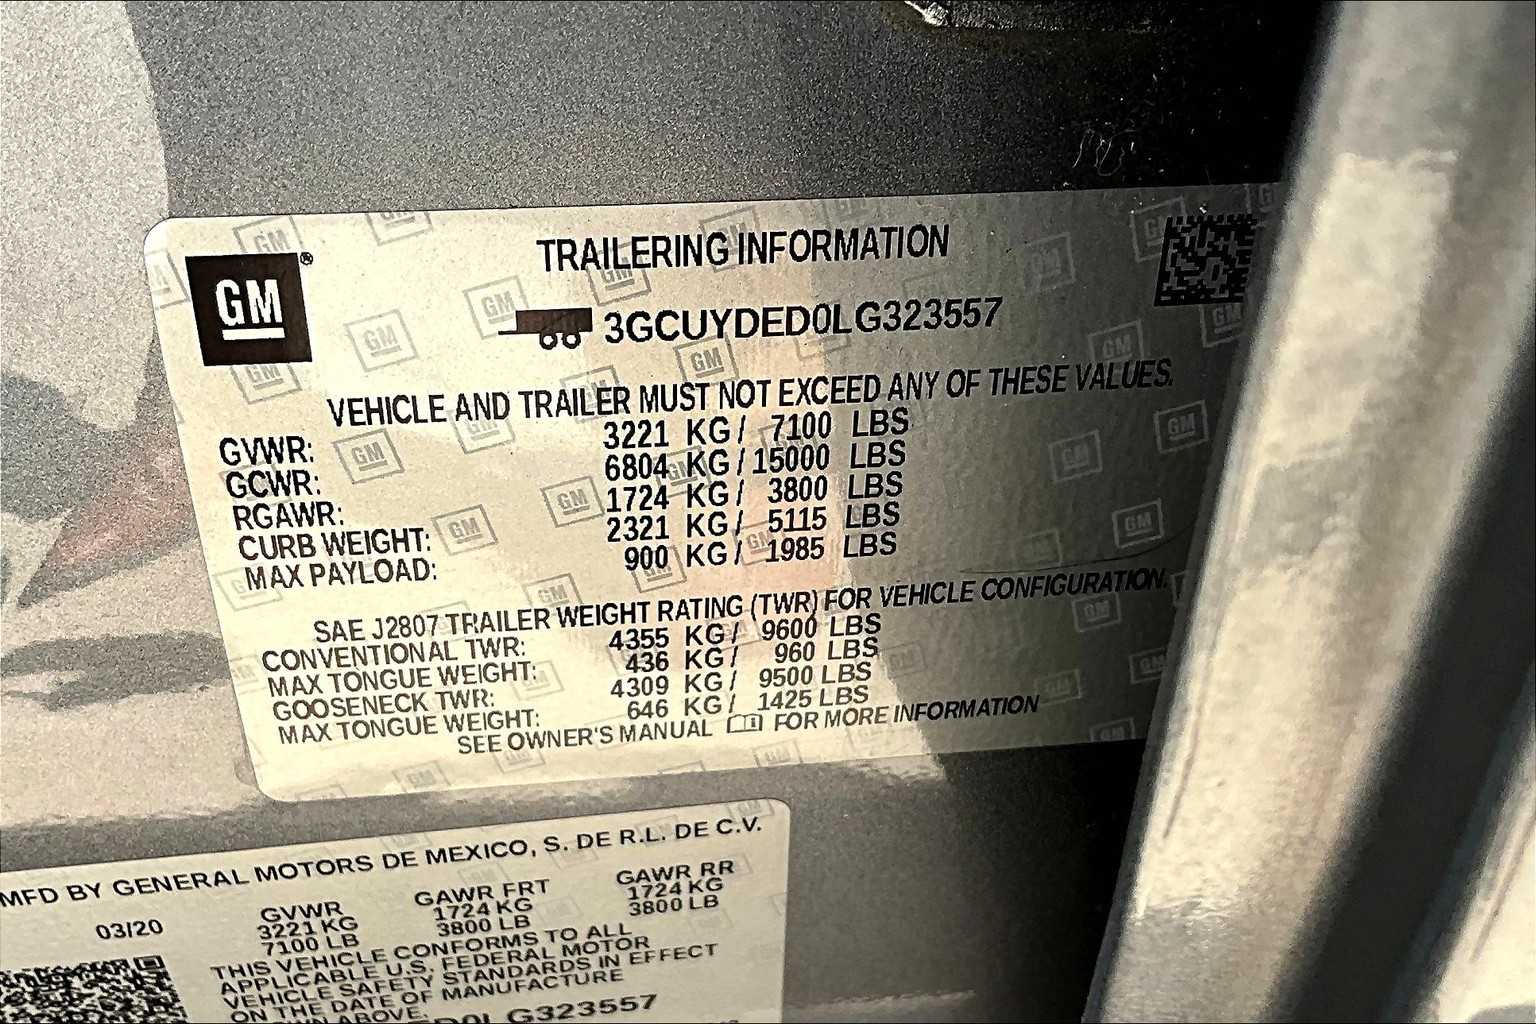 GM®
TRAILERING INFORMATION
3GCUYDED0LG323557
VEHICLE AND TRAILER MUST NOT EXCEED ANY OF THESE VALUES.
GVWR: 3221 KG / 7100 LBS
GCWR: 6804 KG / 15000 LBS
RGAWR: 1724 KG / 3800 LBS
CURB WEIGHT: 2321 KG / 5115 LBS
MAX PAYLOAD: 900 KG / 1985 LBS
SAE J2807 TRAILER WEIGHT RATING (TWR) FOR VEHICLE CONFIGURATION.
CONVENTIONAL TWR: 4355 KG / 9600 LBS
MAX TONGUE WEIGHT: 436 KG / 960 LBS
GOOSENECK TWR: 4309 KG / 9500 LBS
MAX TONGUE WEIGHT: 646 KG / 1425 LBS
SEE OWNER'S MANUAL FOR MORE INFORMATION
MFD BY GENERAL MOTORS DE MEXICO, S. DE R.L. DE C.V.
03/20 GVWR GAWR FRT GAWR RR
3221 KG 1724 KG 1724 KG
7100 LB 3800 LB 3800 LB
THIS VEHICLE CONFORMS TO ALL
APPLICABLE U.S. FEDERAL MOTOR
VEHICLE SAFETY STANDARDS IN EFFECT
ON THE DATE OF MANUFACTURE
ABOVE.
LG323557